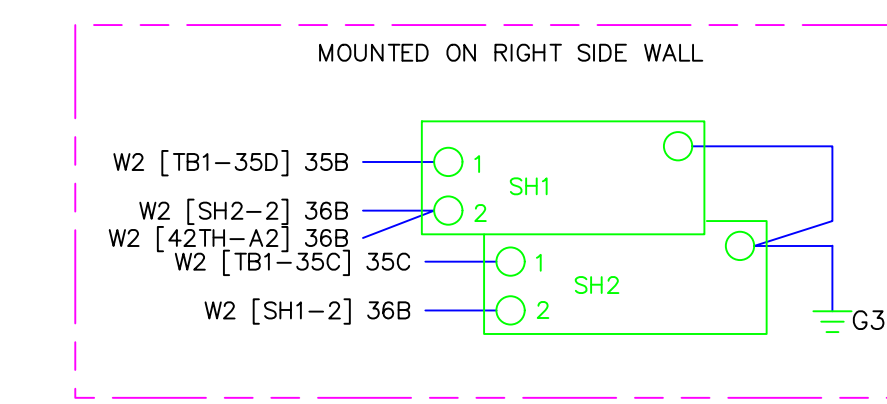 MOUNTED ON RIGHT SIDE WALL
W2 [TB1-35D] 35B
1
SH1
W2 [SH2-2] 36B
2
W2 [42TH-A2] 36B
W2 [TB1-35C] 35C
1
SH2
W2 [SH1-2] 36B
2
G3